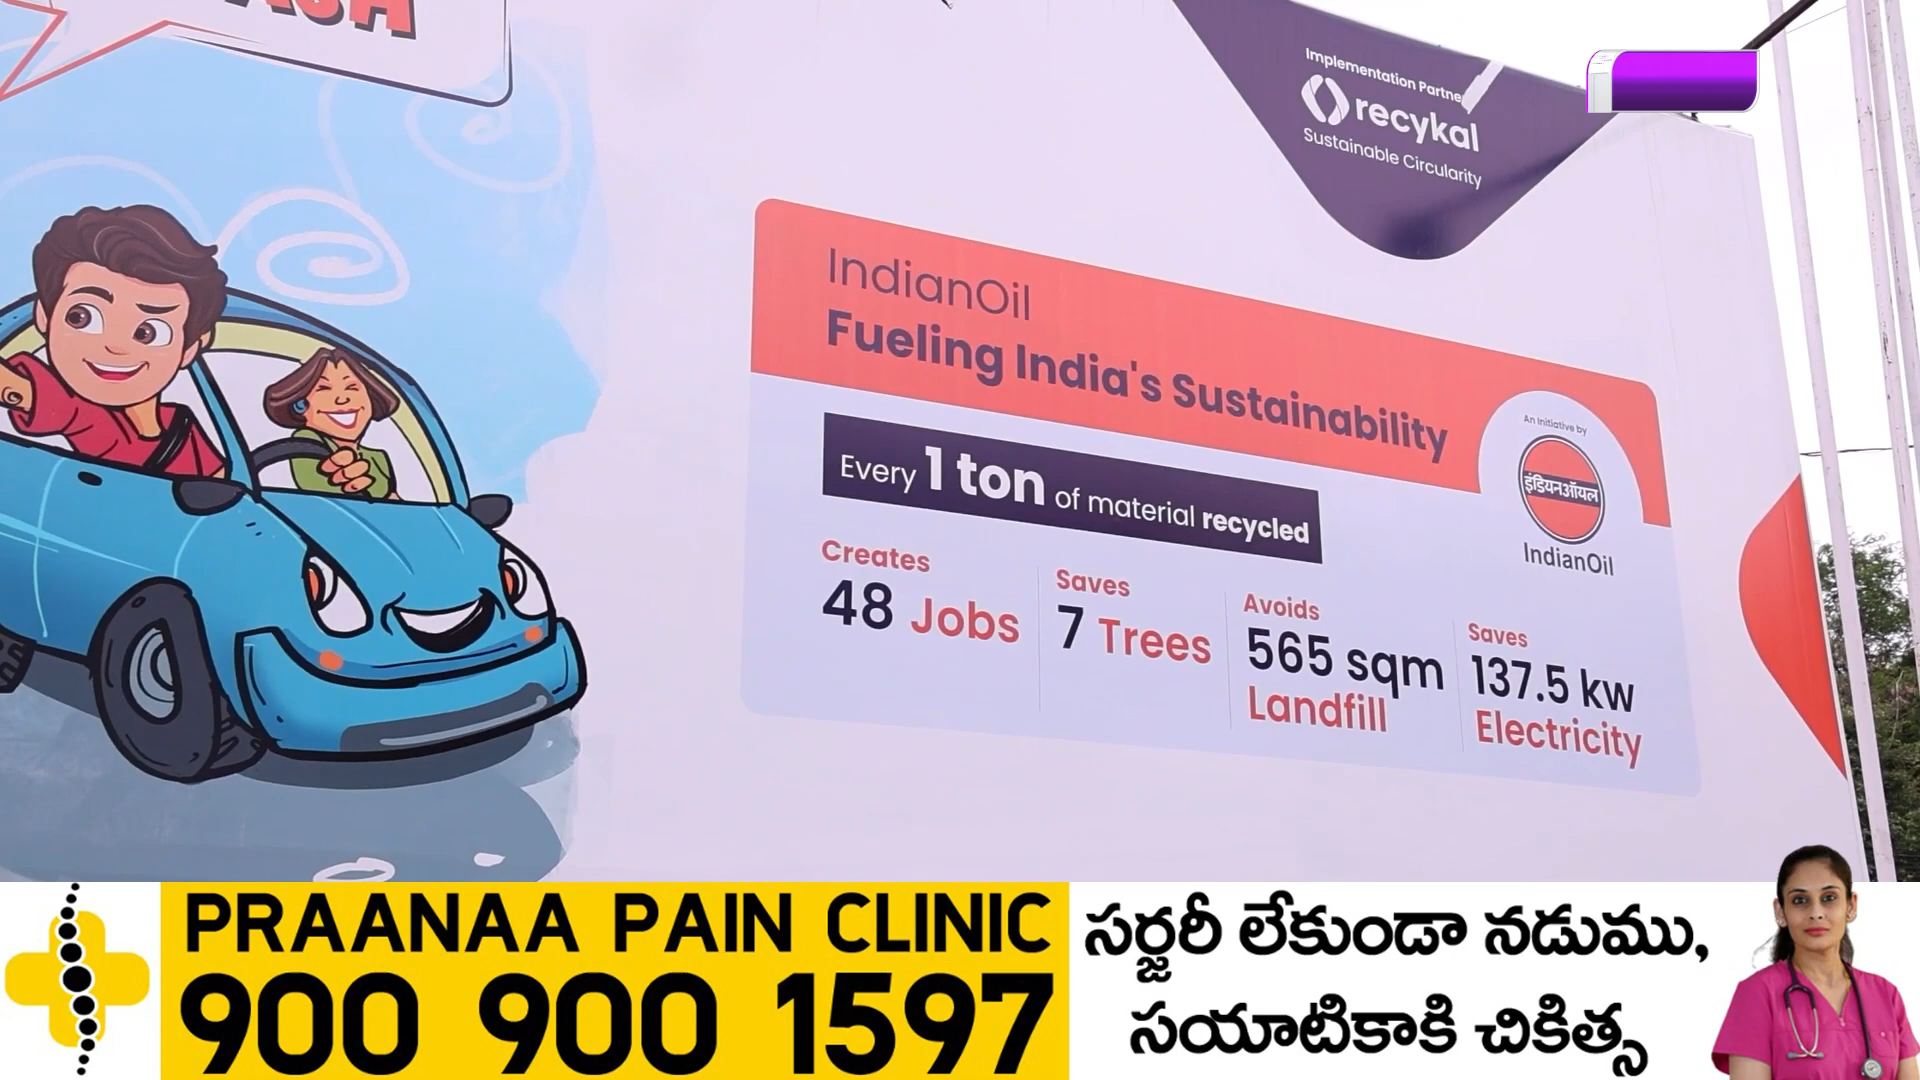 Implementation Partne
recykal
Sustainable Circularity
IndianOil
Fueling India's Sustainability
An Initiative by
इंडियनऑयल
IndianOil
Every 1 ton of material recycled
Creates
48 Jobs
Saves
7 Trees
Avoids
565 sqm
Landfill
Saves
137.5 kw
Electricity
PRAANAA PAIN CLINIC
900 900 1597
సర్జరీ లేకుండా నడుము,
సయాటికాకి చికిత్స